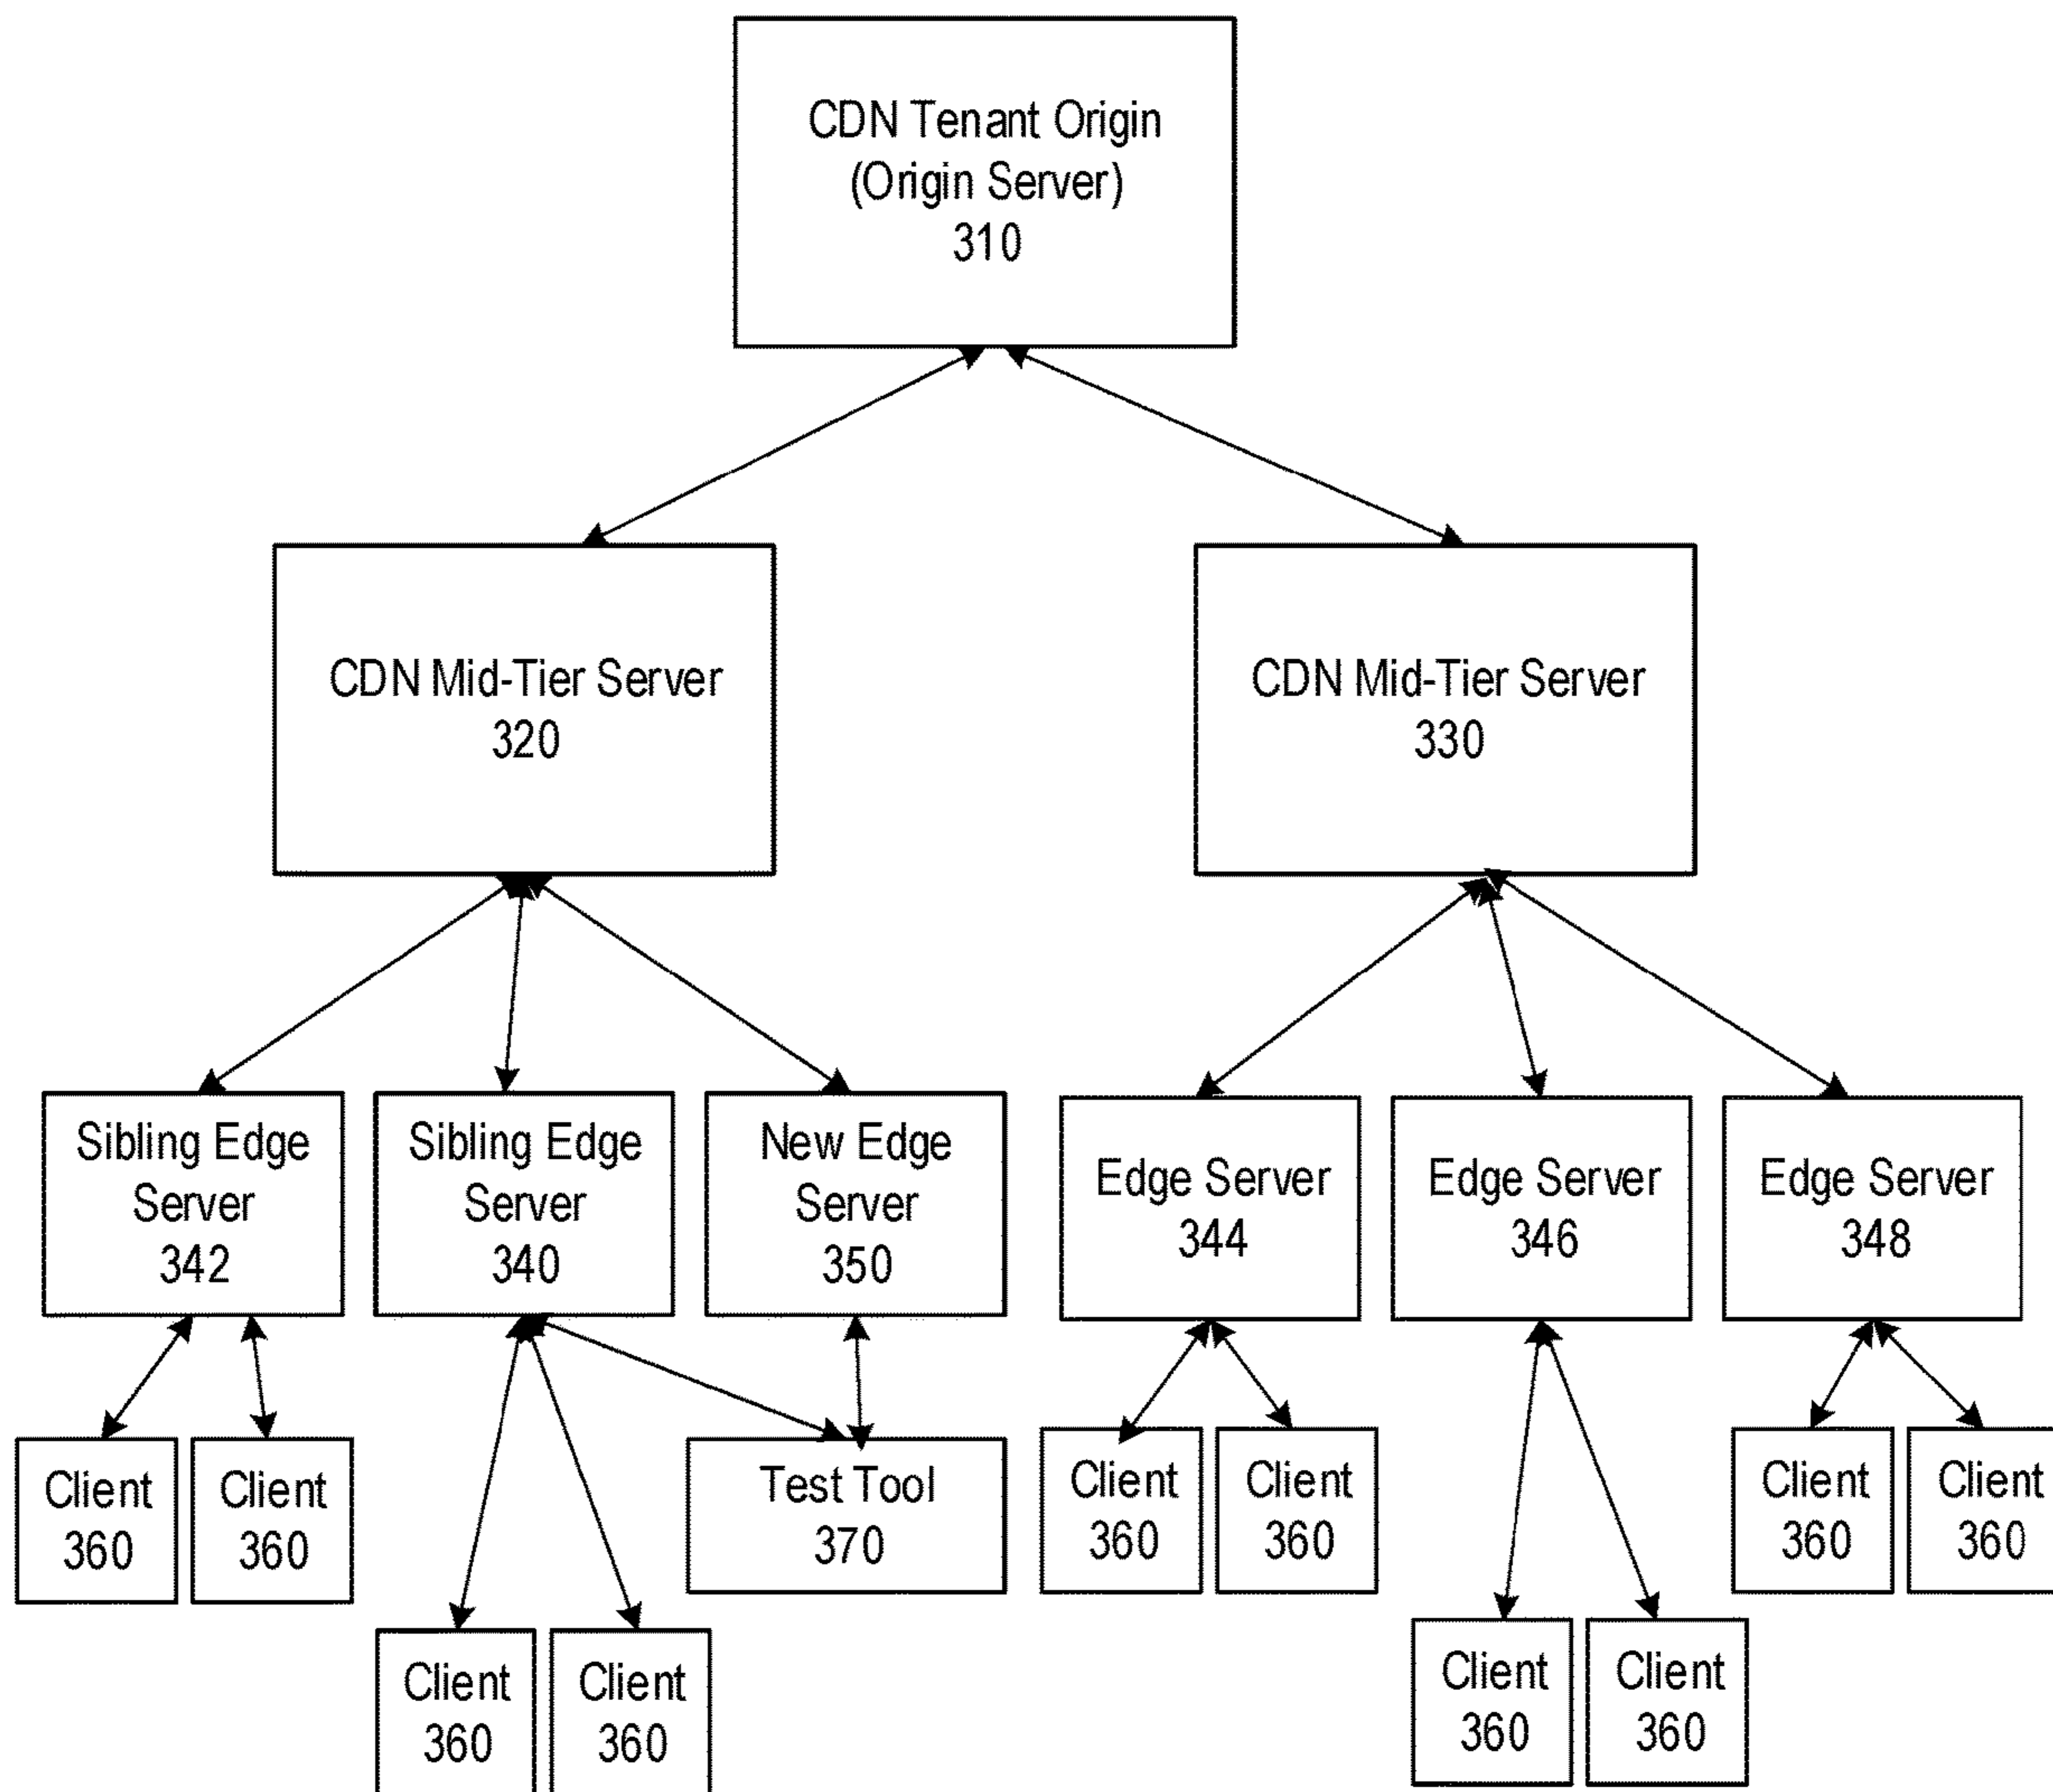 CDN Tenant Origin
(Origin Server)
310
CDN Mid-Tier Server
320
CDN Mid-Tier Server
330
Sibling Edge
Server
342
Sibling Edge
Server
340
New Edge
Server
350
Edge Server
344
Edge Server
346
Edge Server
348
Client
360
Client
360
Test Tool
370
Client
360
Client
360
Client
360
Client
360
Client
360
Client
360
Client
360
Client
360